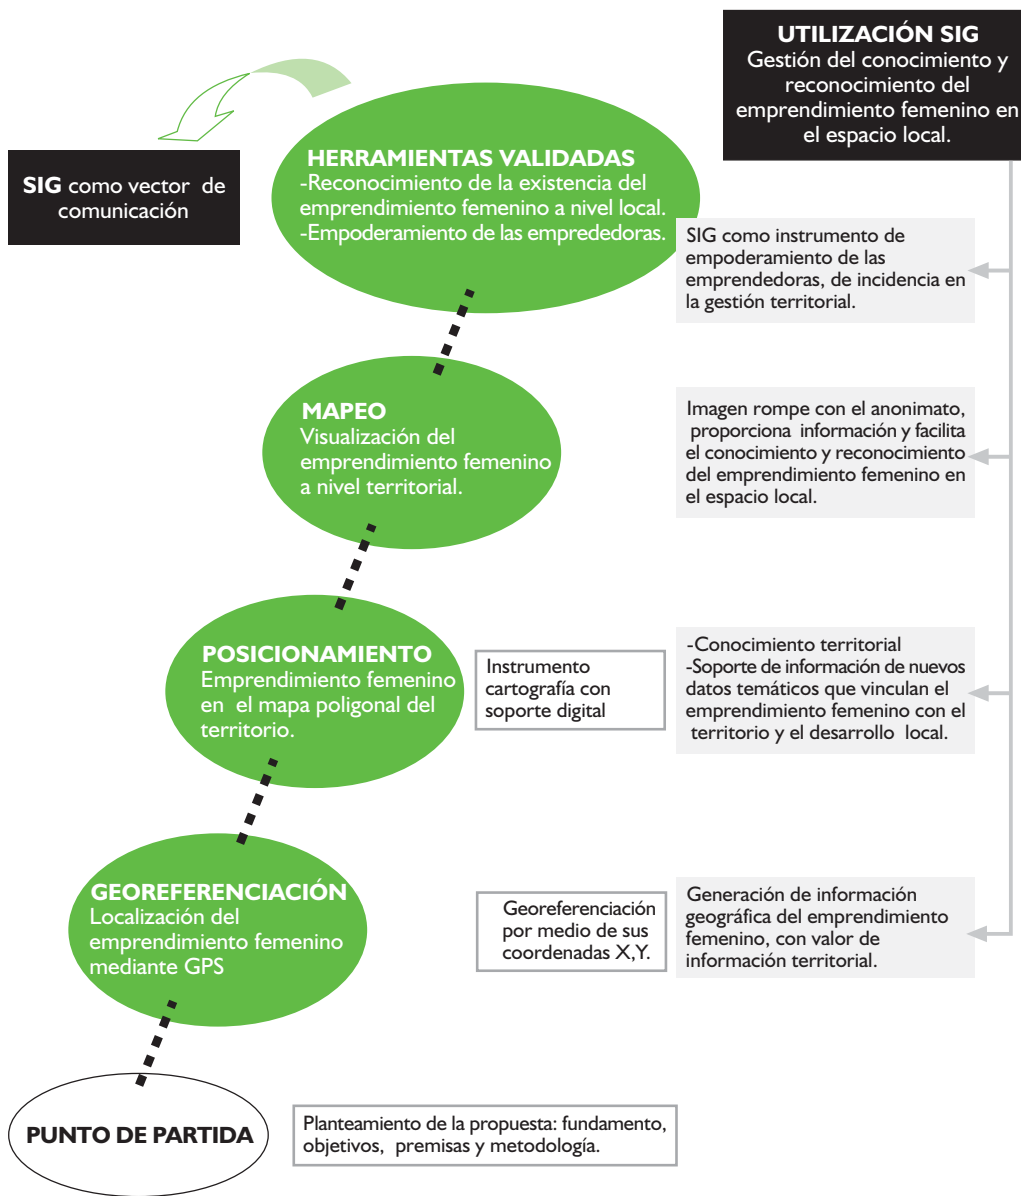 UTILIZACIÓN SIG
Gestión del conocimiento y
reconocimiento del
emprendimiento femenino en
el espacio local.
HERRAMIENTAS VALIDADAS
-Reconocimiento de la existencia del
emprendimiento femenino a nivel local.
-Empoderamiento de las emprededoras.
SIG como vector de
comunicación
SIG como instrumento de
empoderamiento de las
emprendedoras, de incidencia en
la gestión territorial.
MAPEO
Visualización del
emprendimiento femenino
a nivel territorial.
Imagen rompe con el anonimato,
proporciona información y facilita
el conocimiento y reconocimiento
del emprendimiento femenino en
el espacio local.
POSICIONAMIENTO
Emprendimiento femenino
en el mapa poligonal del
territorio.
Instrumento
cartografía con
soporte digital
-Conocimiento territorial
-Soporte de información de nuevos
datos temáticos que vinculan el
emprendimiento femenino con el
territorio y el desarrollo local.
GEOREFERENCIACIÓN
Localización del
emprendimiento femenino
mediante GPS
Georeferenciación
por medio de sus
coordenadas X,Y.
Generación de información
geográfica del emprendimiento
femenino, con valor de
información territorial.
PUNTO DE PARTIDA
Planteamiento de la propuesta: fundamento,
objetivos, premisas y metodología.